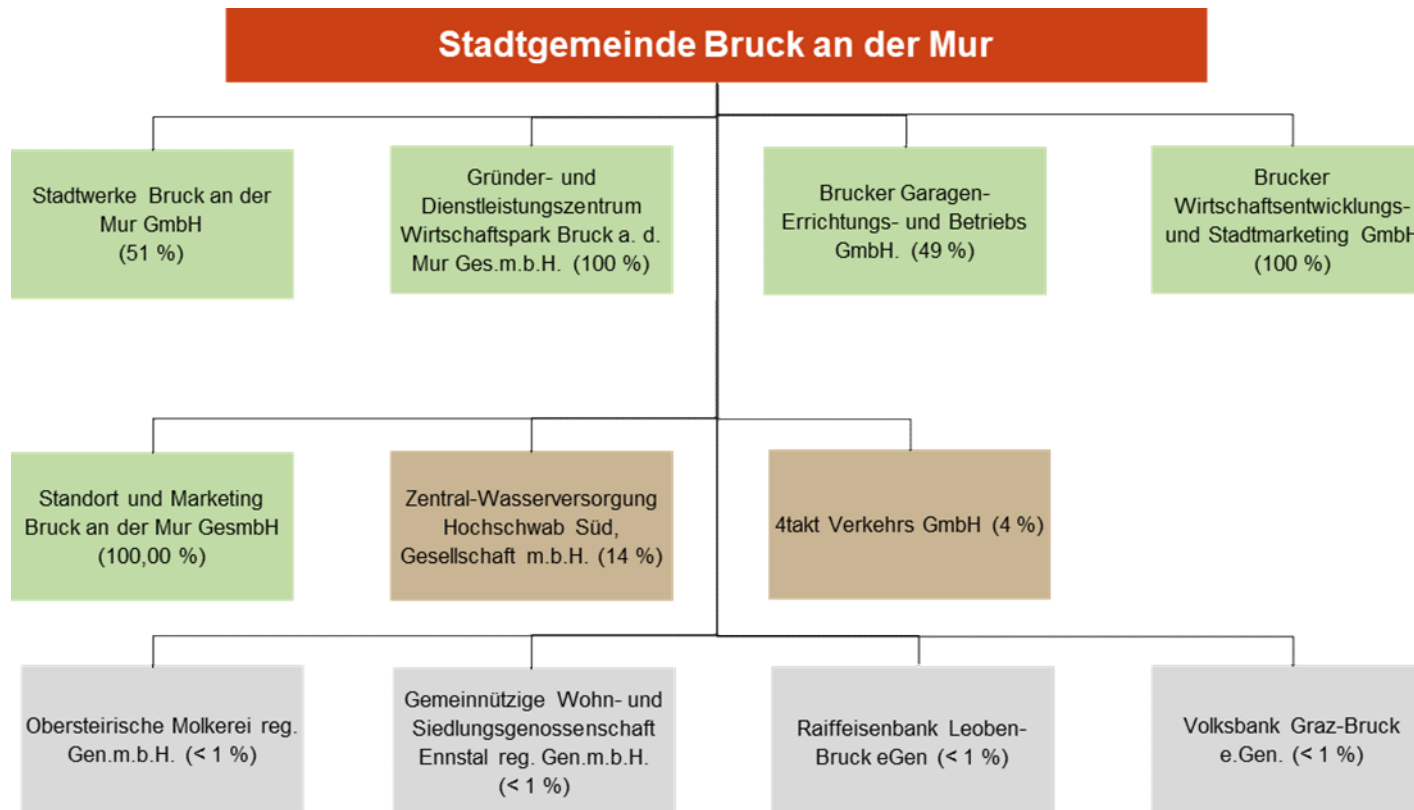 Stadtgemeinde Bruck an der Mur
Stadtwerke Bruck an der
Mur GmbH
(51 %)
Gründer- und
Dienstleistungszentrum
Wirtschaftspark Bruck a. d.
Mur Ges.m.b.H. (100 %)
Brucker Garagen-
Errichtungs- und Betriebs
GmbH. (49 %)
Brucker
Wirtschaftsentwicklungs-
und Stadtmarketing GmbH
(100 %)
Standort und Marketing
Bruck an der Mur GesmbH
(100,00 %)
Zentral-Wasserversorgung
Hochschwab Süd,
Gesellschaft m.b.H. (14 %)
4takt Verkehrs GmbH (4 %)
Obersteirische Molkerei reg.
Gen.m.b.H. (< 1 %)
Gemeinnützige Wohn- und
Siedlungsgenossenschaft
Ennstal reg. Gen.m.b.H.
(< 1 %)
Raiffeisenbank Leoben-
Bruck eGen (< 1 %)
Volksbank Graz-Bruck
e.Gen. (< 1 %)